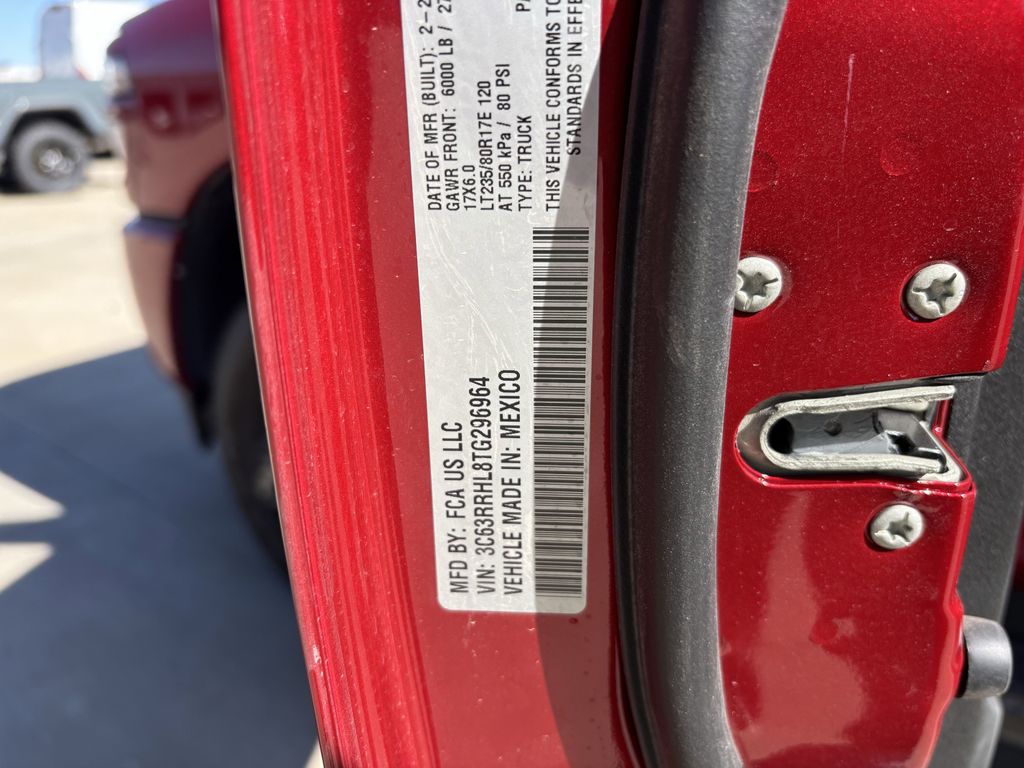 MFD BY: FCA US LLC
VIN: 3C63RRHL8TG296964
VEHICLE MADE IN: MEXICO
DATE OF MFR (BUILT): 2-2
GAWR FRONT: 6000 LB / 27
17X6.0
LT235/80R17E 120
AT 550 kPa / 80 PSI
TYPE: TRUCK
THIS VEHICLE CONFORMS TO
STANDARDS IN EFFE